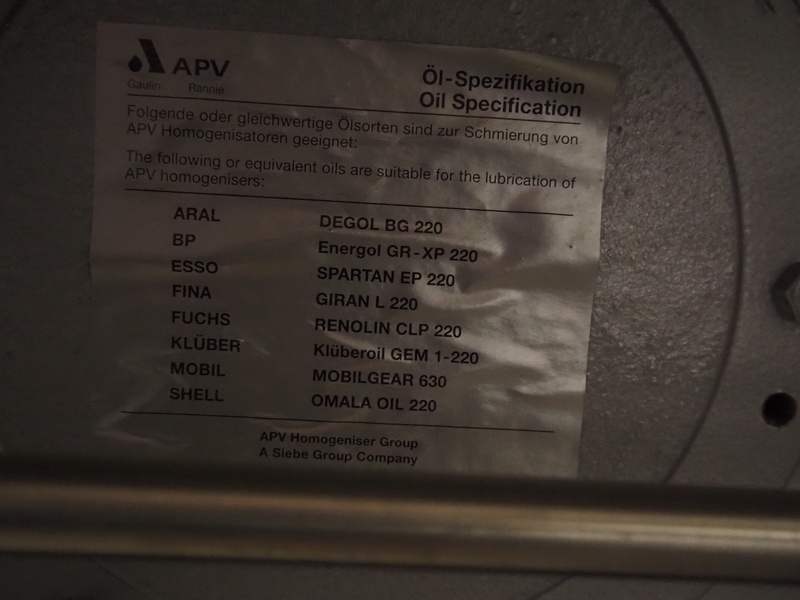 APV
Gaulin Rannie
Öl-Spezifikation
Oil Specification
Folgende oder gleichwertige Ölsorten sind zur Schmierung von
APV Homogenisatoren geeignet:
The following or equivalent oils are suitable for the lubrication of
APV homogenisers:
ARAL DEGOL BG 220
BP Energol GR-XP 220
ESSO SPARTAN EP 220
FINA GIRAN L 220
FUCHS RENOLIN CLP 220
KLÜBER Klüberoil GEM 1-220
MOBIL MOBILGEAR 630
SHELL OMALA OIL 220
APV Homogeniser Group
A Siebe Group Company